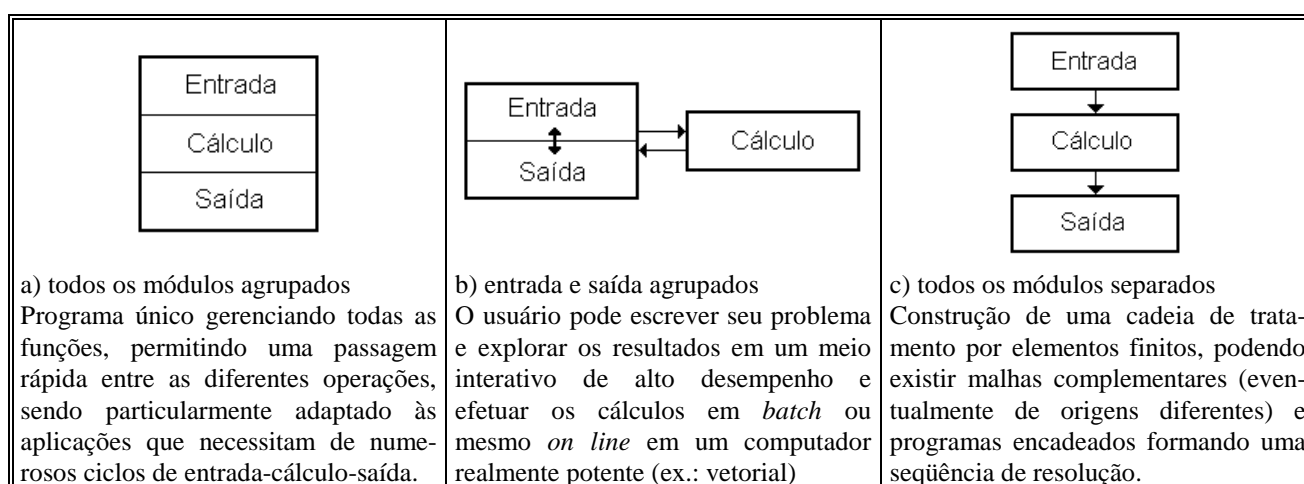 Entrada
Cálculo
Saída
a) todos os módulos agrupados
Programa único gerenciando todas as
funções, permitindo uma passagem
rápida entre as diferentes operações,
sendo particularmente adaptado às
aplicações que necessitam de nume-
rosos ciclos de entrada-cálculo-saída.
Entrada
Saída
Cálculo
b) entrada e saída agrupados
O usuário pode escrever seu problema
e explorar os resultados em um meio
interativo de alto desempenho e
efetuar os cálculos em batch ou
mesmo on line em um computador
realmente potente (ex.: vetorial)
Entrada
Cálculo
Saída
c) todos os módulos separados
Construção de uma cadeia de trata-
mento por elementos finitos, podendo
existir malhas complementares (even-
tualmente de origens diferentes) e
programas encadeados formando uma
seqüência de resolução.